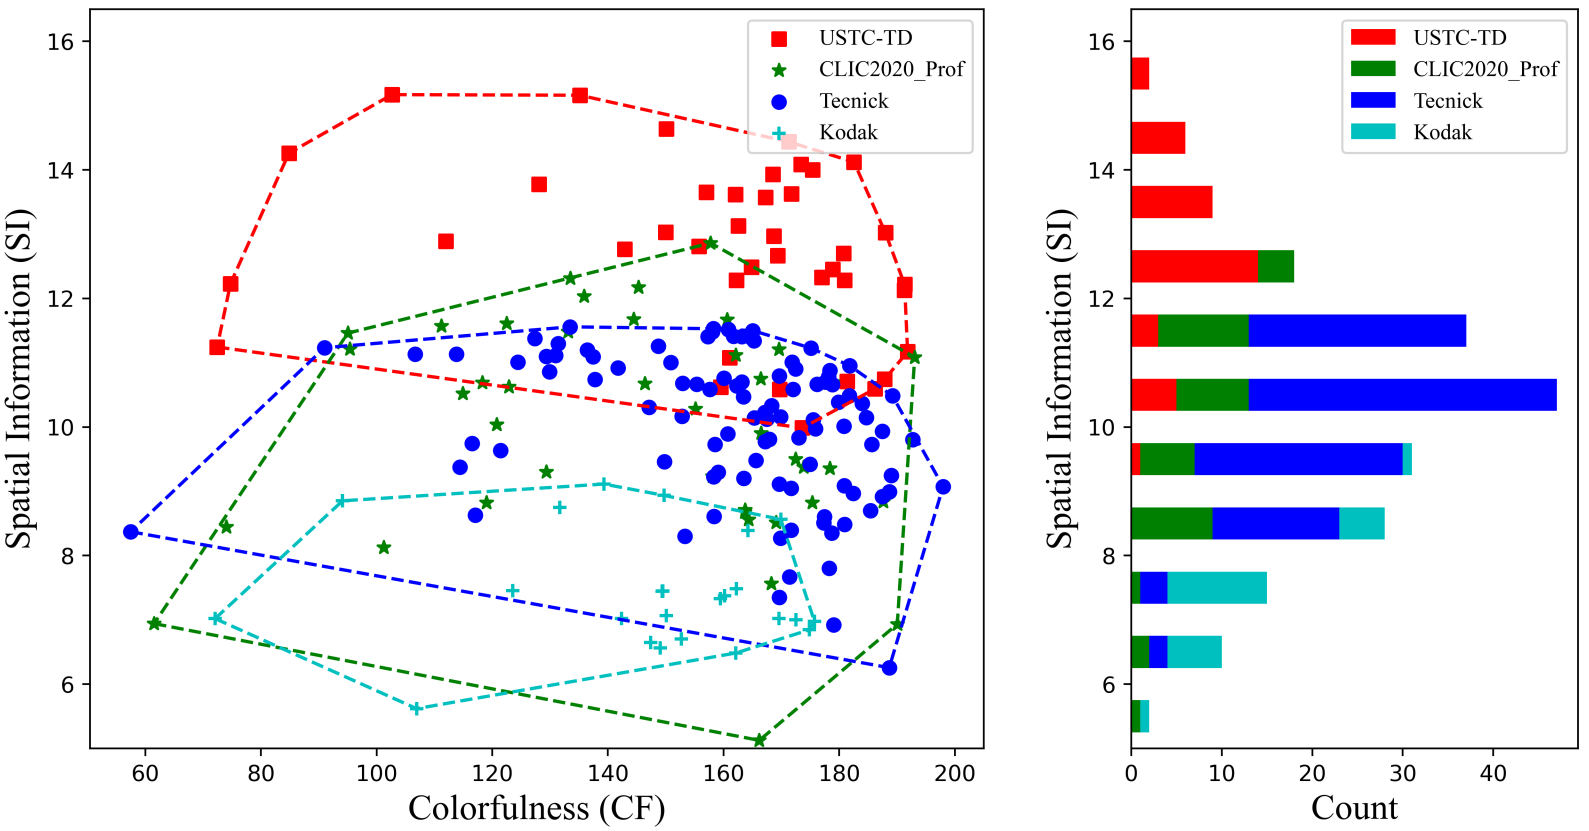 Spatial Information (SI)
16
14
12
10
8
6
60 80 100 120 140 160 180 200
Colorfulness (CF)
USTC-TD
CLIC2020_Prof
Tecnick
Kodak
Spatial Information (SI)
16
14
12
10
8
6
0 10 20 30 40
Count
USTC-TD
CLIC2020_Prof
Tecnick
Kodak